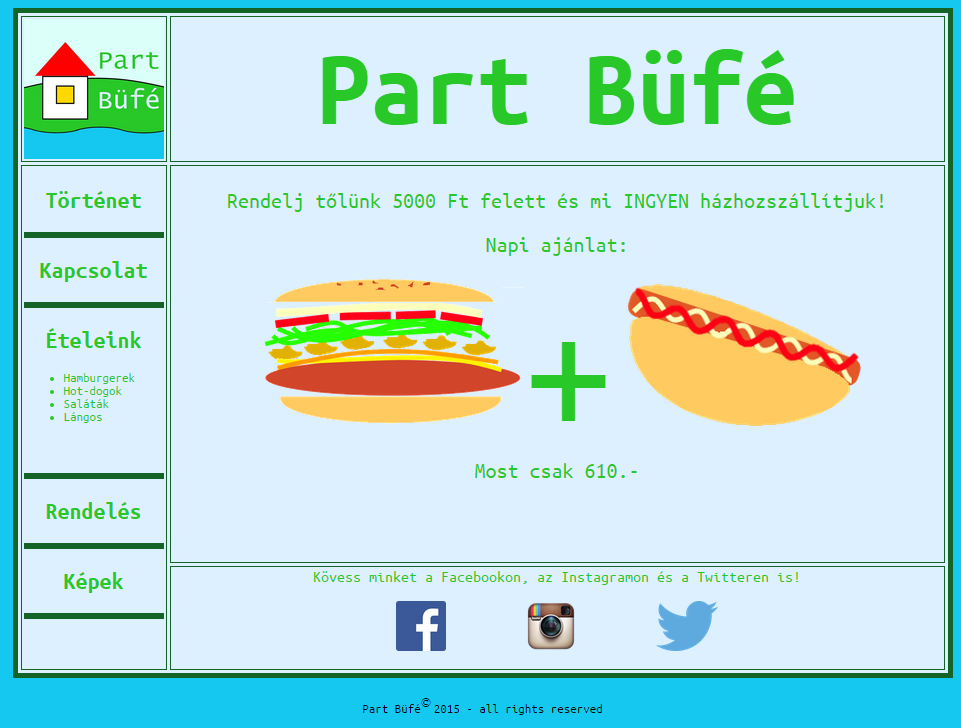 Part
Büfé
Part Büfé
Történet
Kapcsolat
Ételeink
Hamburgerek
Hot-dogok
Saláták
Lángos
Rendelés
Képek
Rendelj tőlünk 5000 Ft felett és mi INGYEN házhozszállítjuk!
Napi ajánlat:
+
Most csak 610.-
Kövess minket a Facebookon, az Instagramon és a Twitteren is!
Part Büfé© 2015 - all rights reserved